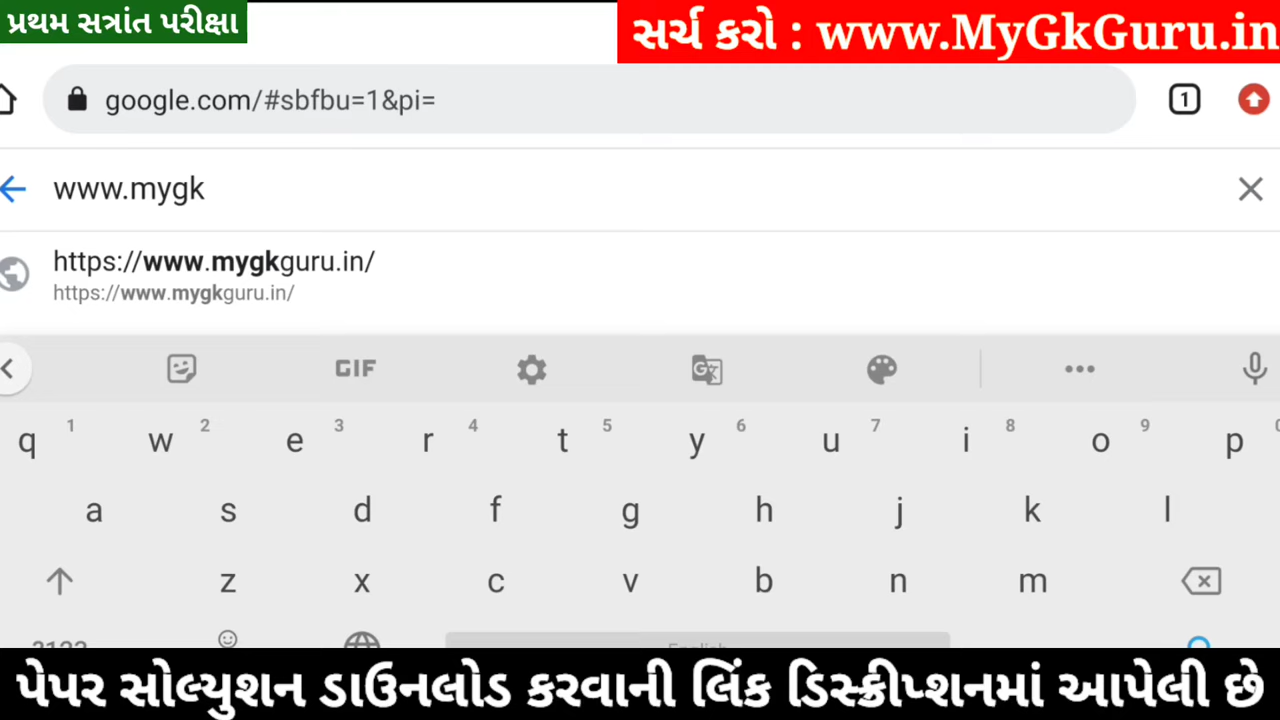 પ્રથમ સત્રાંત પરીક્ષા
સર્ચ કરો : www.MyGkGuru.in
google.com/#sbfbu=1&pi=
1
www.mygk
https://www.mygkguru.in/
https://www.mygkguru.in/
GIF
q 1 w 2 e 3 r 4 t 5 y 6 u 7 i 8 o 9 p 0
a s d f g h j k l
z x c v b n m
English
પેપર સોલ્યુશન ડાઉનલોડ કરવાની લિંક ડિસ્ક્રીપ્શનમાં આપેલી છે